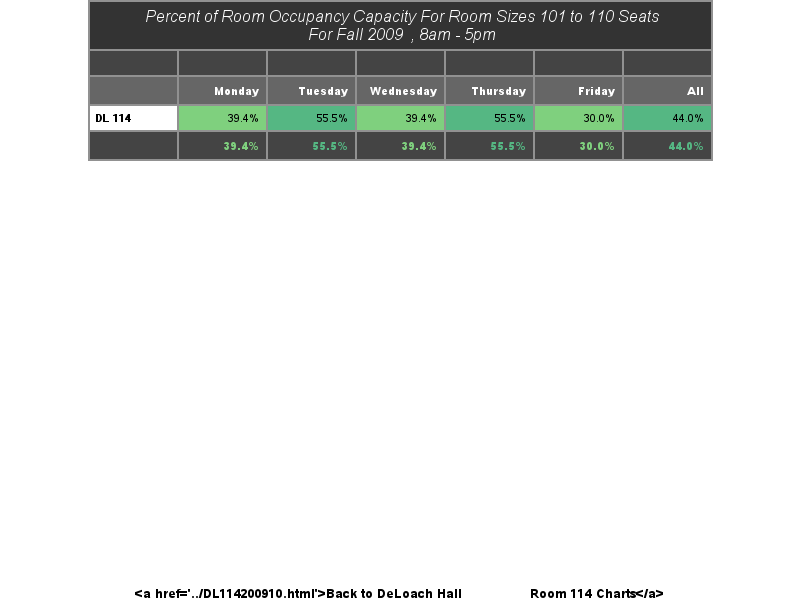 Percent of Room Occupancy Capacity For Room Sizes 101 to 110 Seats
For Fall 2009 , 8am - 5pm
Monday Tuesday Wednesday Thursday Friday All
DL 114 39.4% 55.5% 39.4% 55.5% 30.0% 44.0%
39.4% 55.5% 39.4% 55.5% 30.0% 44.0%
<a href='../DL114200910.html'>Back to DeLoach Hall Room 114 Charts</a>